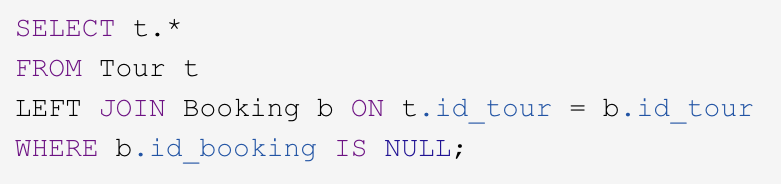 SELECT t.*
FROM Tour t
LEFT JOIN Booking b ON t.id_tour = b.id_tour
WHERE b.id_booking IS NULL;